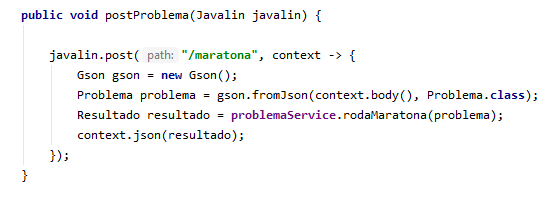 public void postProblema(Javalin javalin) {
javalin.post( path: "/maratona", context -> {
Gson gson = new Gson();
Problema problema = gson.fromJson(context.body(), Problema.class);
Resultado resultado = problemaService.rodaMaratona(problema);
context.json(resultado);
});
}